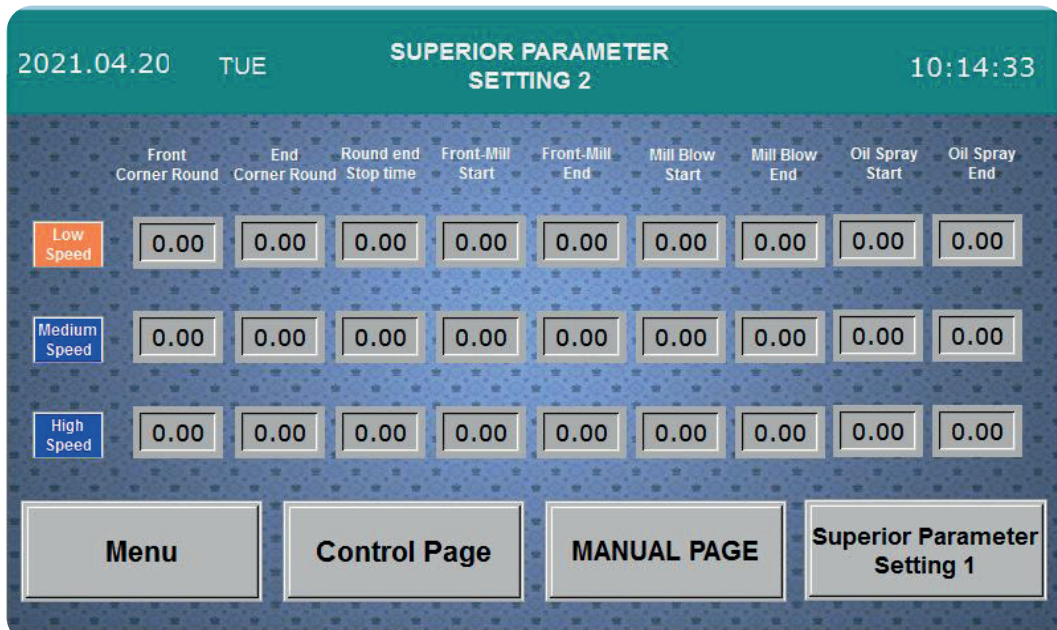 2021.04.20 TUE SUPERIOR PARAMETER 10:14:33
SETTING 2
Front End Round end Front-Mill Front-Mill Mill Blow Mill Blow Oil Spray Oil Spray
Corner Round Corner Round Stop time Start End Start End Start End
Low
Speed
0.00 0.00 0.00 0.00 0.00 0.00 0.00 0.00 0.00
Medium
Speed
0.00 0.00 0.00 0.00 0.00 0.00 0.00 0.00 0.00
High
Speed
0.00 0.00 0.00 0.00 0.00 0.00 0.00 0.00 0.00
Menu
Control Page
MANUAL PAGE
Superior Parameter
Setting 1